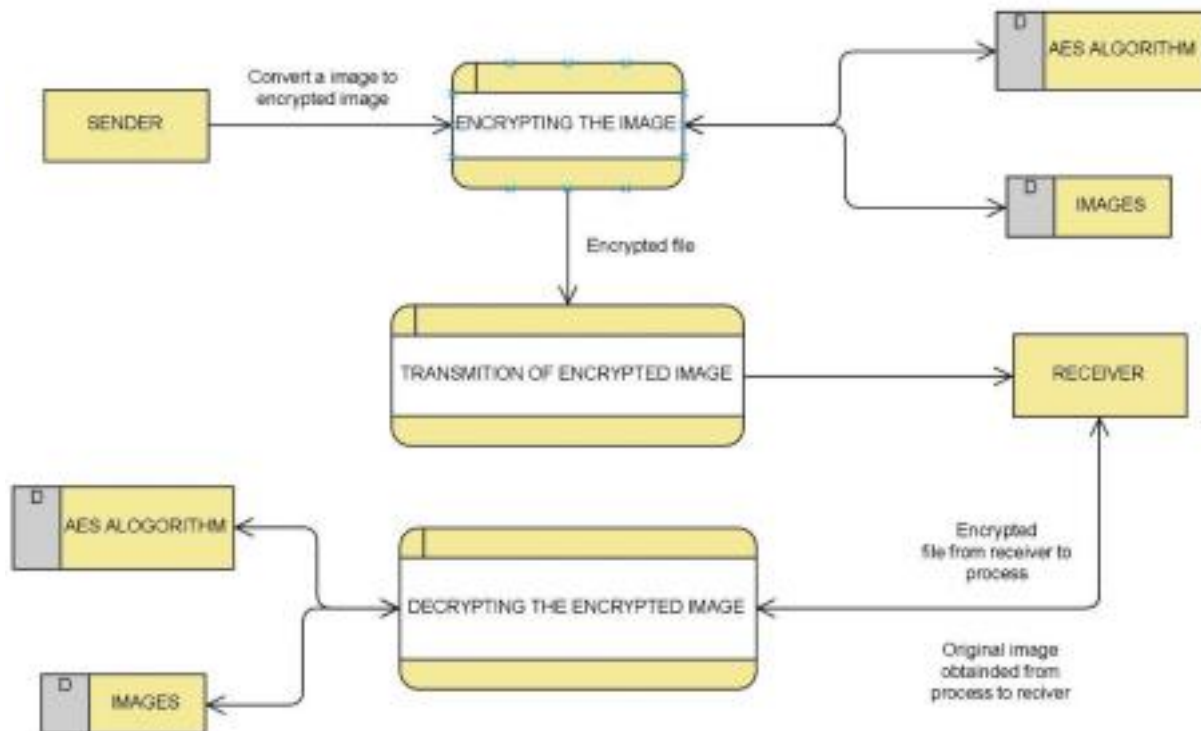 D
AES ALGORITHM
Convert a image to
encrypted image
SENDER
ENCRYPTING THE IMAGE
D
IMAGES
Encrypted file
TRANSMITION OF ENCRYPTED IMAGE
RECEIVER
D
AES ALOGORITHM
Encrypted
file from receiver to
process
DECRYPTING THE ENCRYPTED IMAGE
Original image
obtainded from
process to reciver
D
IMAGES